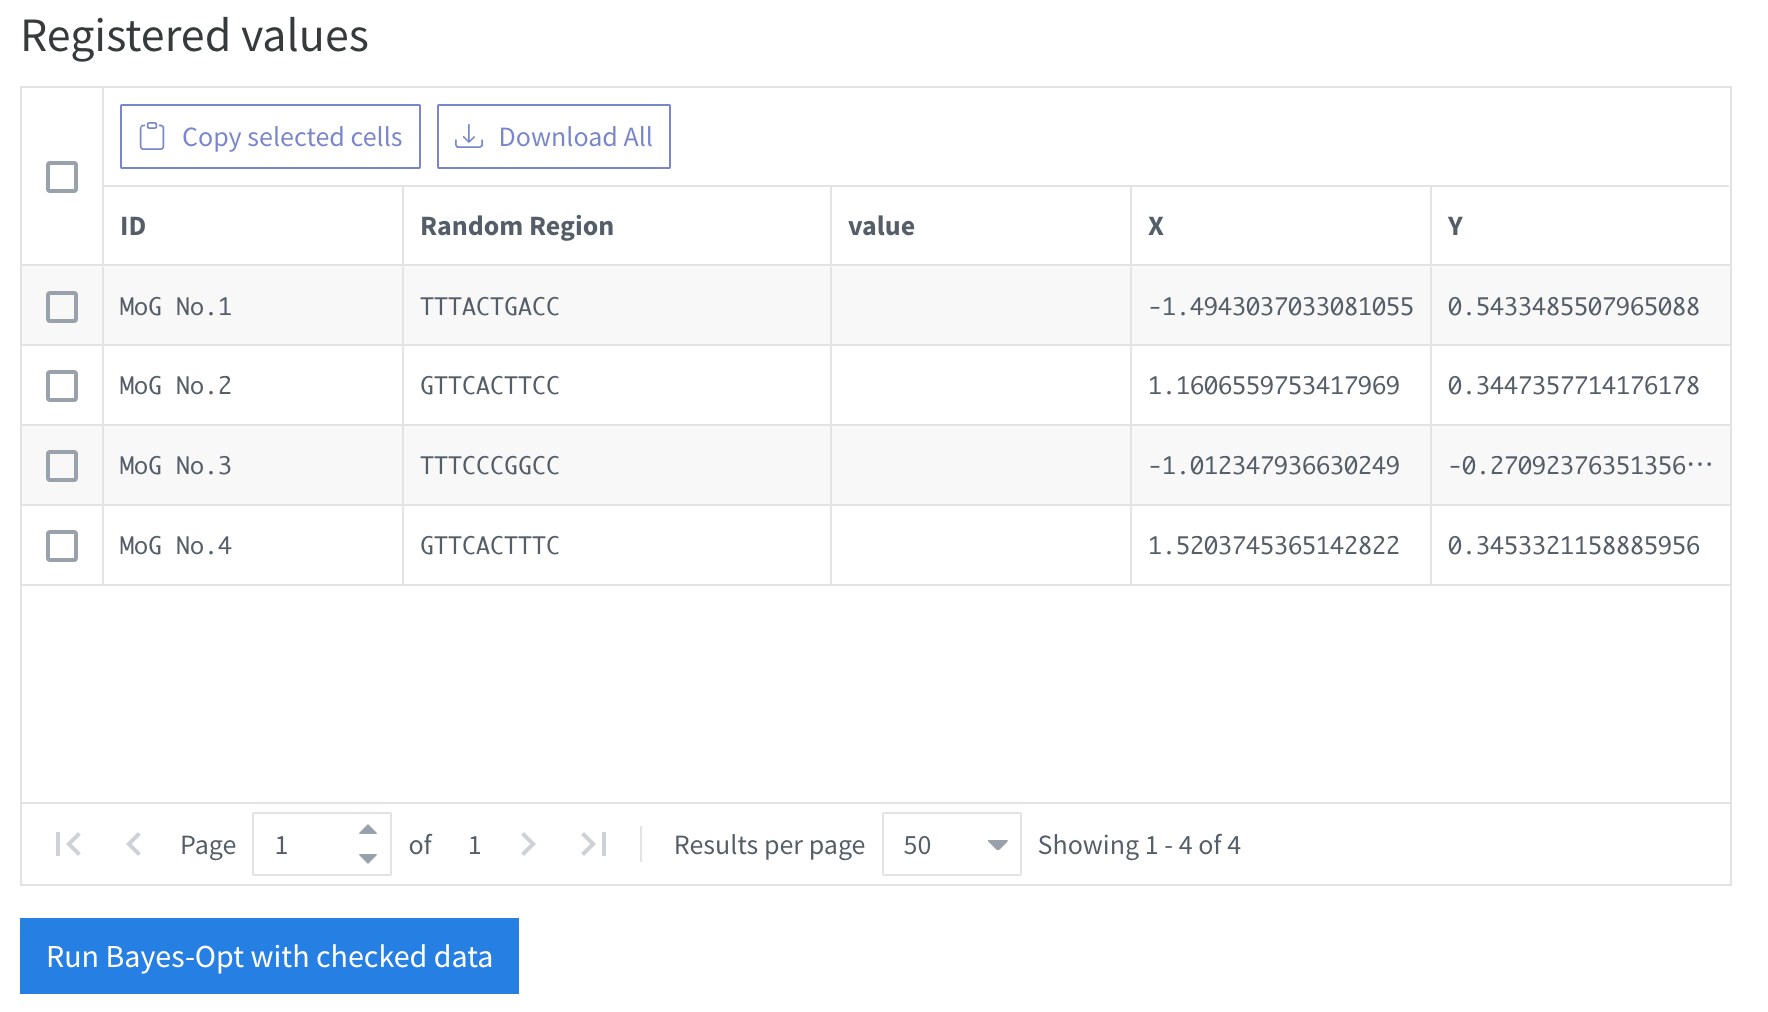 Registered values
Copy selected cells Download All
ID Random Region value X Y
MoG No.1 TTTACTGACC -1.4943037033081055 0.5433485507965088
MoG No.2 GTTCACTTCC 1.1606559753417969 0.3447357714176178
MoG No.3 TTTCCCGGCC -1.012347936630249 -0.27092376351356…
MoG No.4 GTTCACTTTC 1.5203745365142822 0.3453321158885956
Page 1 of 1 Results per page 50 Showing 1 - 4 of 4
Run Bayes-Opt with checked data